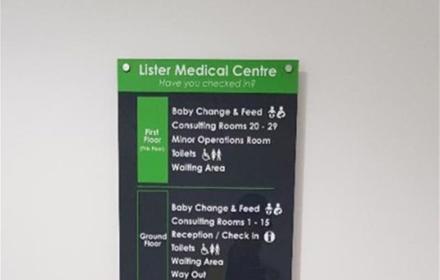 Lister Medical Centre
Have you checked in?
First Floor
(This Floor)
Baby Change & Feed
Consulting Rooms 20 - 29
Minor Operations Room
Toilets
Waiting Area
Ground Floor
Baby Change & Feed
Consulting Rooms 1 - 15
Reception / Check In
Toilets
Waiting Area
Way Out